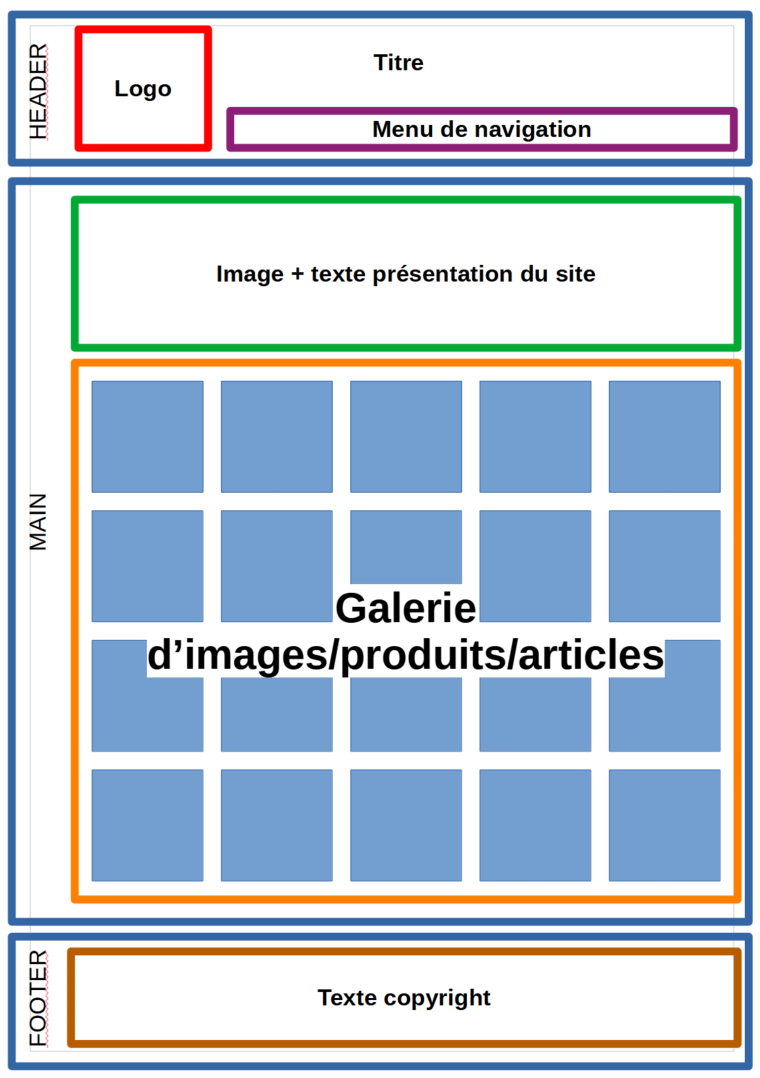 HEADER
Logo
Titre
Menu de navigation
MAIN
Image + texte présentation du site
Galerie
d’images/produits/articles
FOOTER
Texte copyright